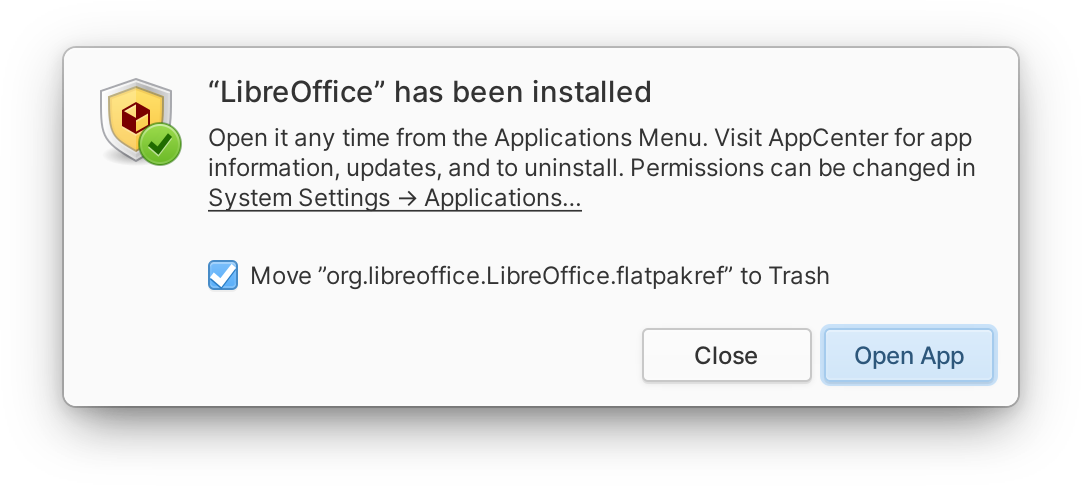 “LibreOffice” has been installed
Open it any time from the Applications Menu. Visit AppCenter for app
information, updates, and to uninstall. Permissions can be changed in
System Settings → Applications…
Move ”org.libreoffice.LibreOffice.flatpakref” to Trash
Close
Open App